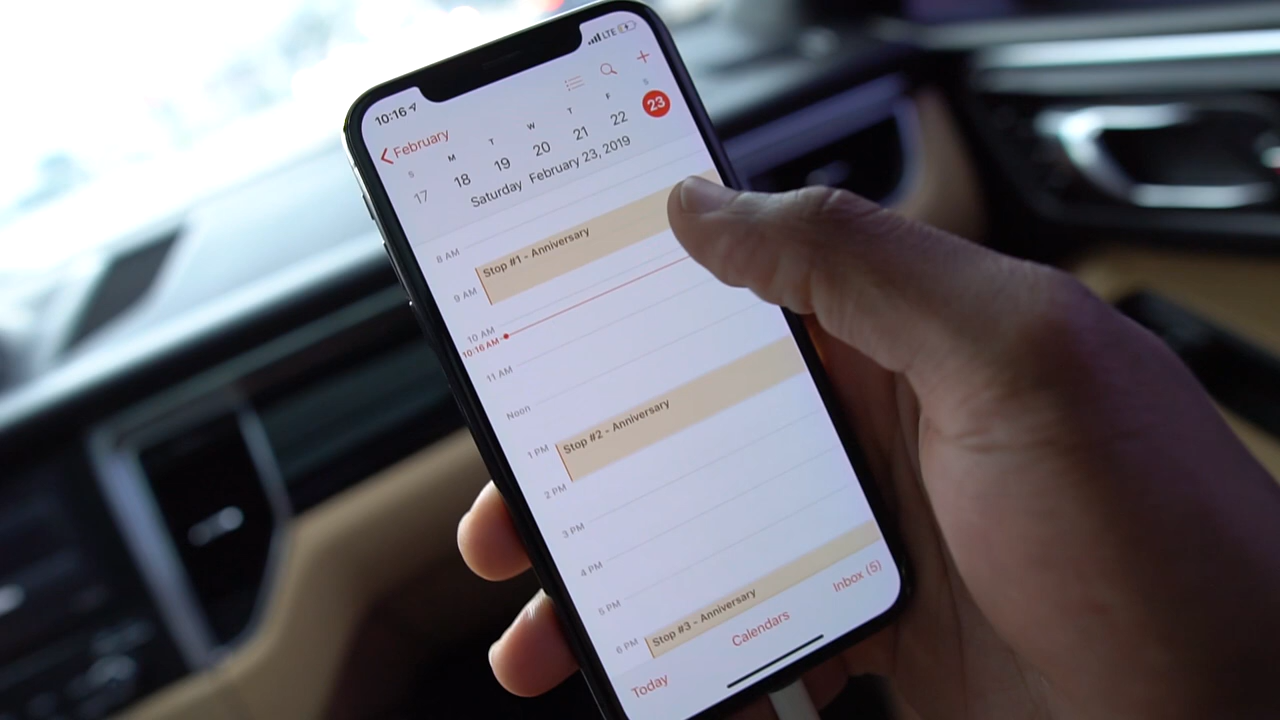 10:16 LTE
February
S M T W T F S
17 18 19 20 21 22 23
Saturday February 23, 2019
8 AM
Stop #1 - Anniversary
9 AM
10 AM
10:16 AM
11 AM
Noon
1 PM
Stop #2 - Anniversary
2 PM
3 PM
4 PM
5 PM
6 PM
Stop #3 - Anniversary
Today Calendars Inbox (5)